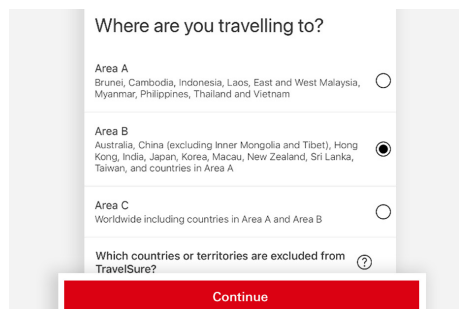 Where are you travelling to?
Area A
Brunei, Cambodia, Indonesia, Laos, East and West Malaysia,
Myanmar, Philippines, Thailand and Vietnam
Area B
Australia, China (excluding Inner Mongolia and Tibet), Hong
Kong, India, Japan, Korea, Macau, New Zealand, Sri Lanka,
Taiwan, and countries in Area A
Area C
Worldwide including countries in Area A and Area B
Which countries or territories are excluded from
TravelSure?
?
Continue